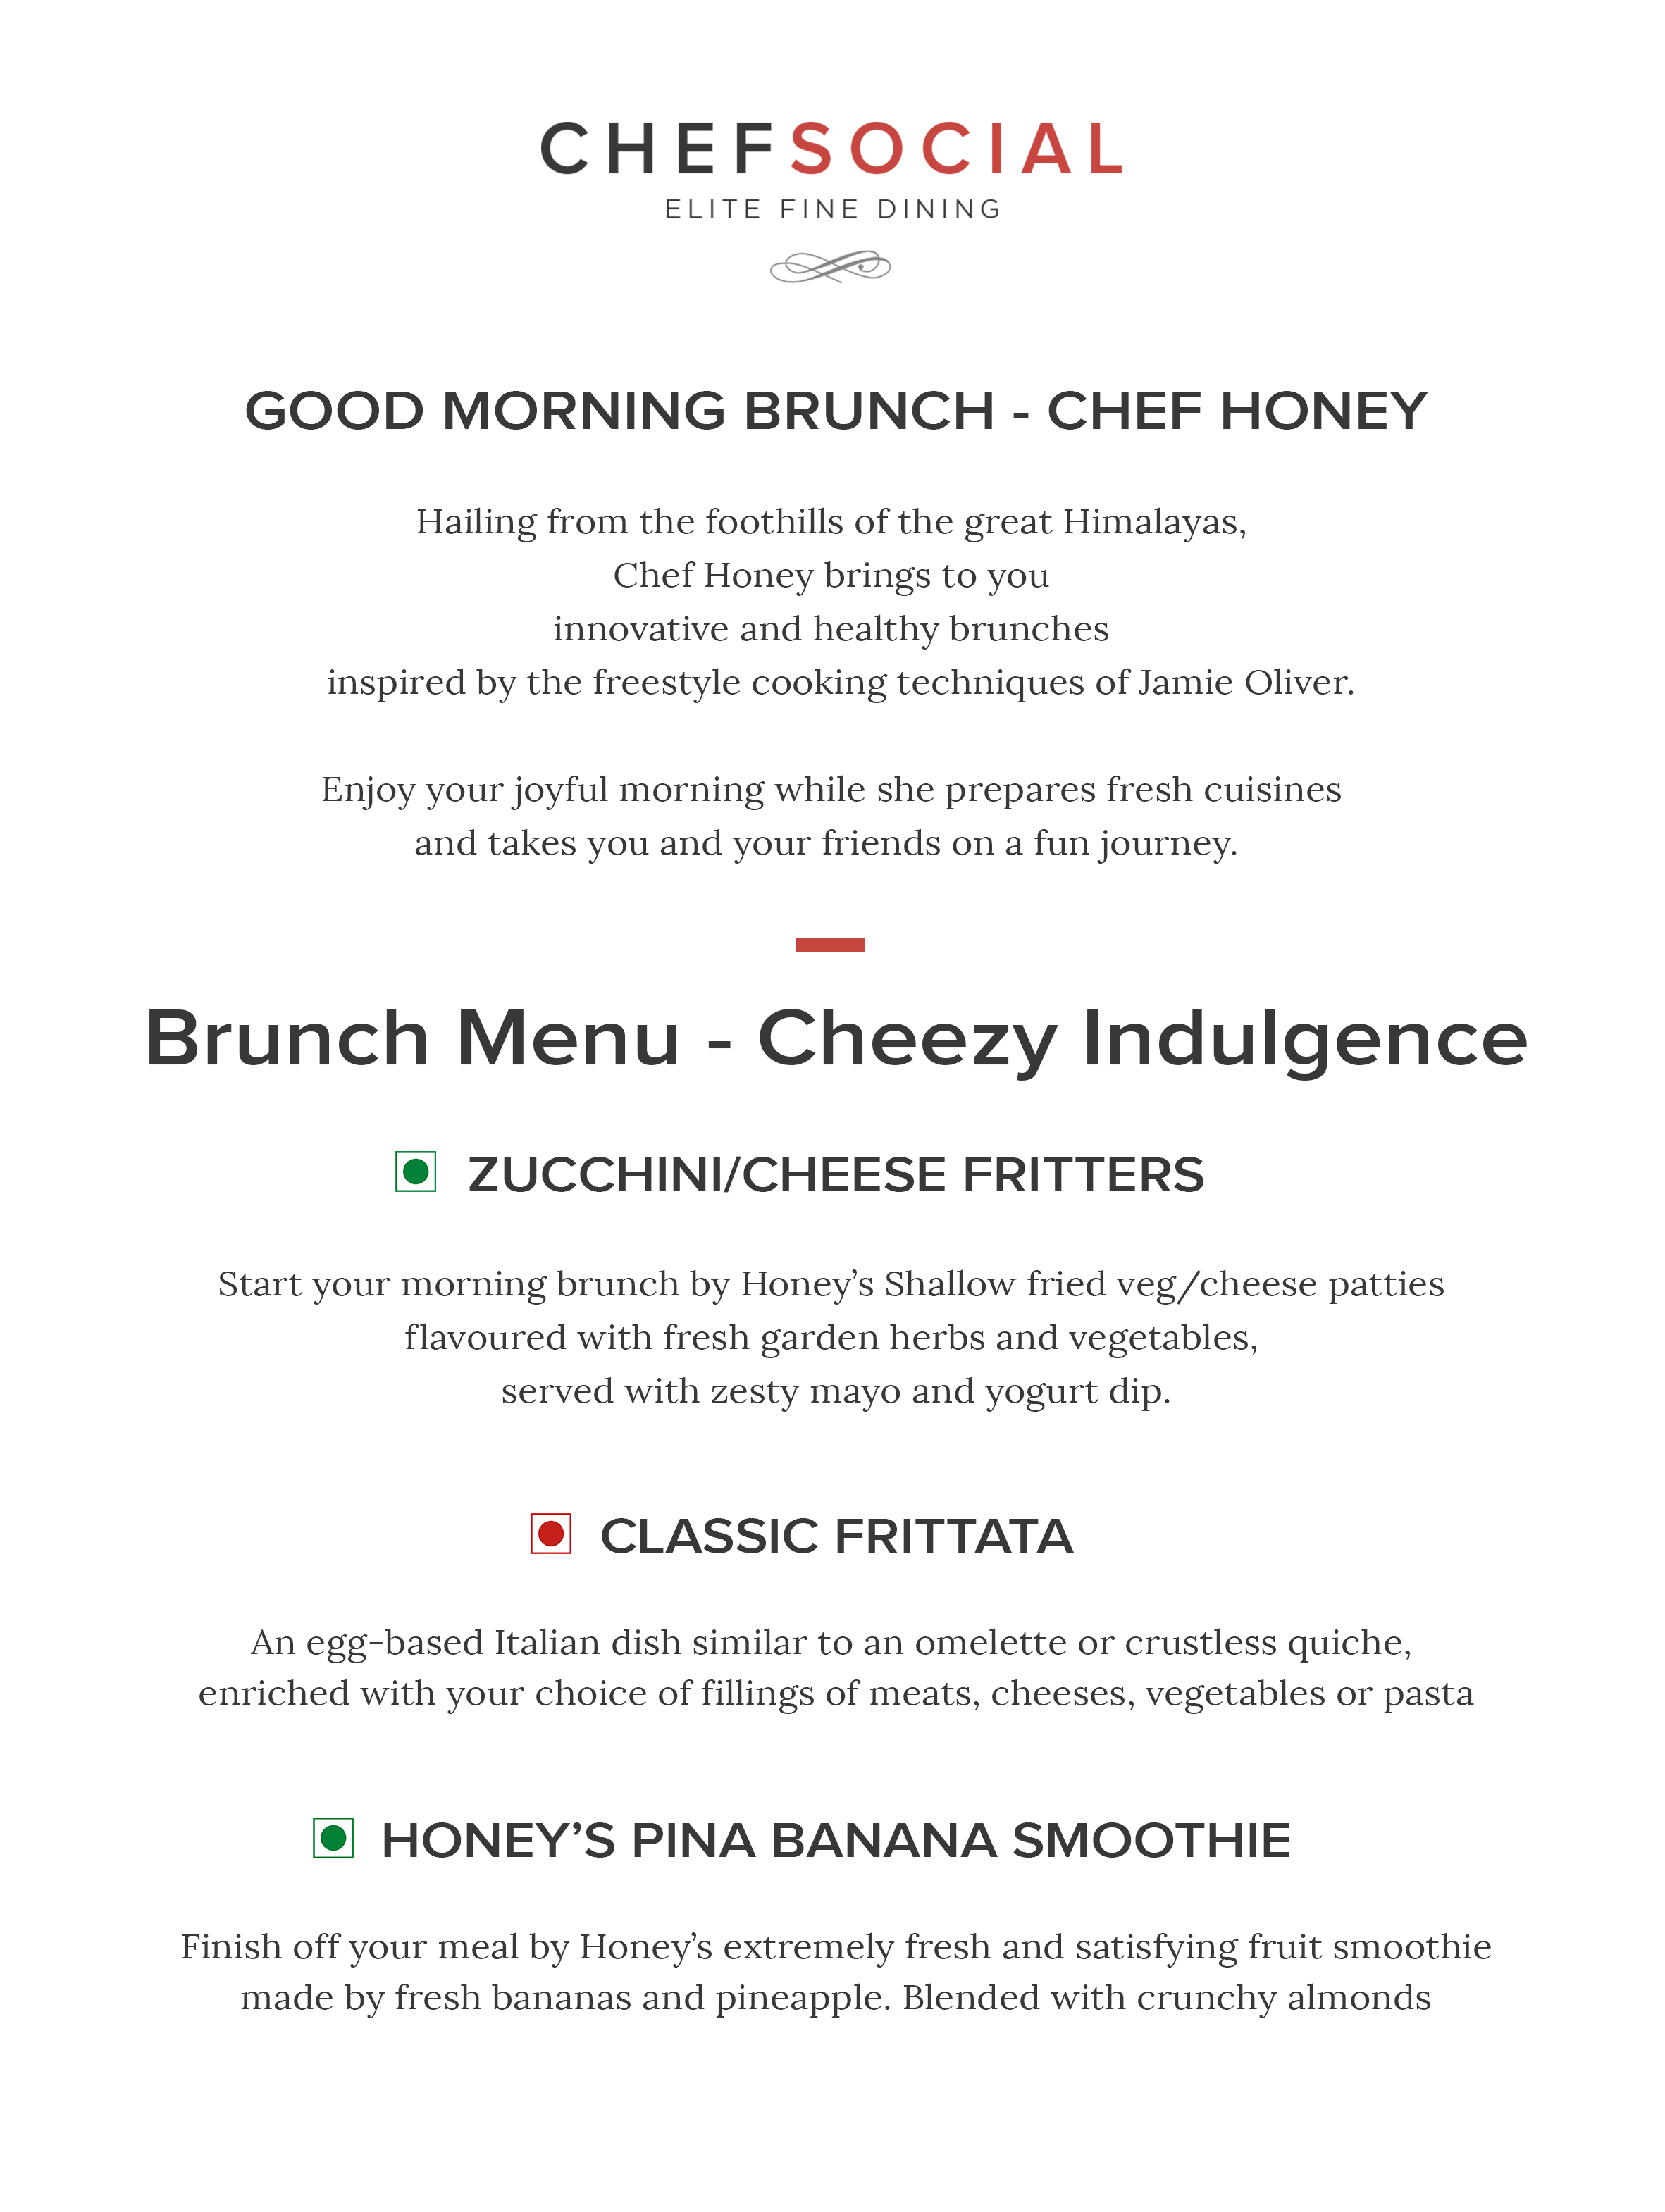 CHEFSOCIAL
ELITE FINE DINING
GOOD MORNING BRUNCH - CHEF HONEY
Hailing from the foothills of the great Himalayas,
Chef Honey brings to you
innovative and healthy brunches
inspired by the freestyle cooking techniques of Jamie Oliver.
Enjoy your joyful morning while she prepares fresh cuisines
and takes you and your friends on a fun journey.
Brunch Menu - Cheezy Indulgence
ZUCCHINI/CHEESE FRITTERS
Start your morning brunch by Honey’s Shallow fried veg/cheese patties
flavoured with fresh garden herbs and vegetables,
served with zesty mayo and yogurt dip.
CLASSIC FRITTATA
An egg-based Italian dish similar to an omelette or crustless quiche,
enriched with your choice of fillings of meats, cheeses, vegetables or pasta
HONEY’S PINA BANANA SMOOTHIE
Finish off your meal by Honey’s extremely fresh and satisfying fruit smoothie
made by fresh bananas and pineapple. Blended with crunchy almonds